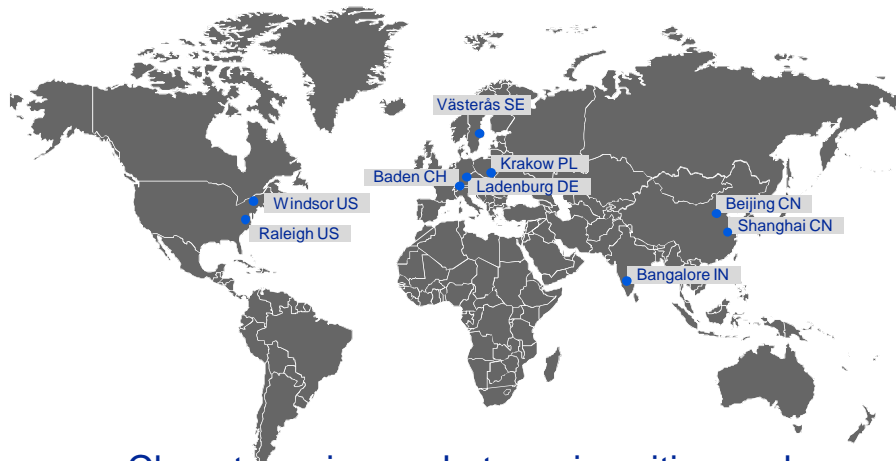 Västerås SE
Krakow PL
Baden CH
Ladenburg DE
Windsor US
Beijing CN
Raleigh US
Shanghai CN
Bangalore IN